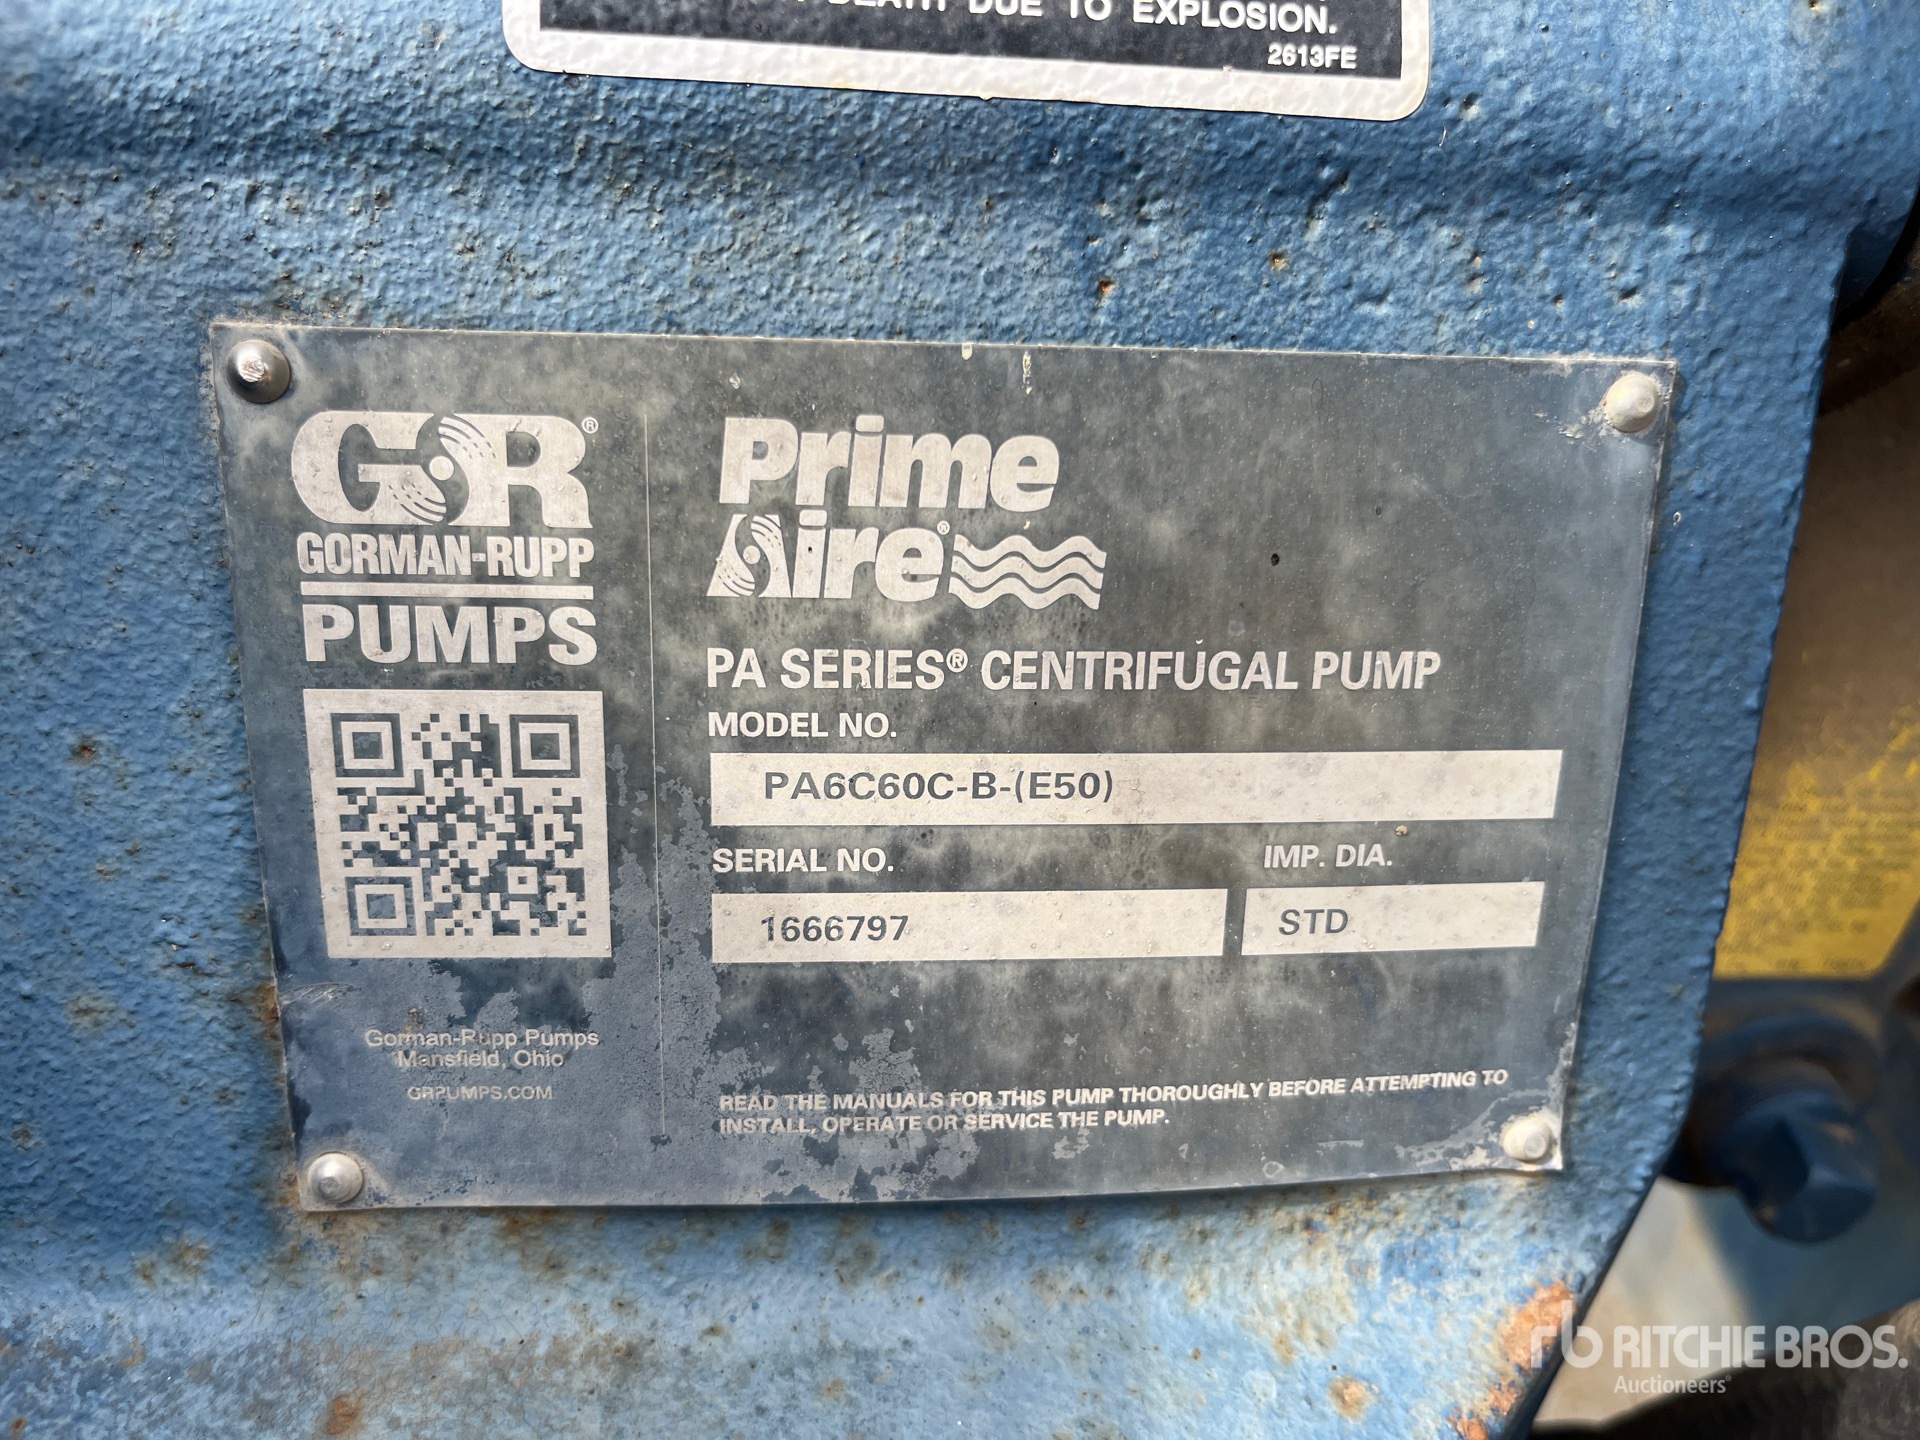 DEATH DUE TO EXPLOSION.
2613FE
GR®
GORMAN-RUPP
PUMPS
Gorman-Rupp Pumps
Mansfield, Ohio
GRPUMPS.COM
Prime
Aire®
PA SERIES® CENTRIFUGAL PUMP
MODEL NO.
PA6C60C-B-(E50)
SERIAL NO. IMP. DIA.
1666797 STD
READ THE MANUALS FOR THIS PUMP THOROUGHLY BEFORE ATTEMPTING TO
INSTALL, OPERATE OR SERVICE THE PUMP.
rb RITCHIE BROS.
Auctioneers